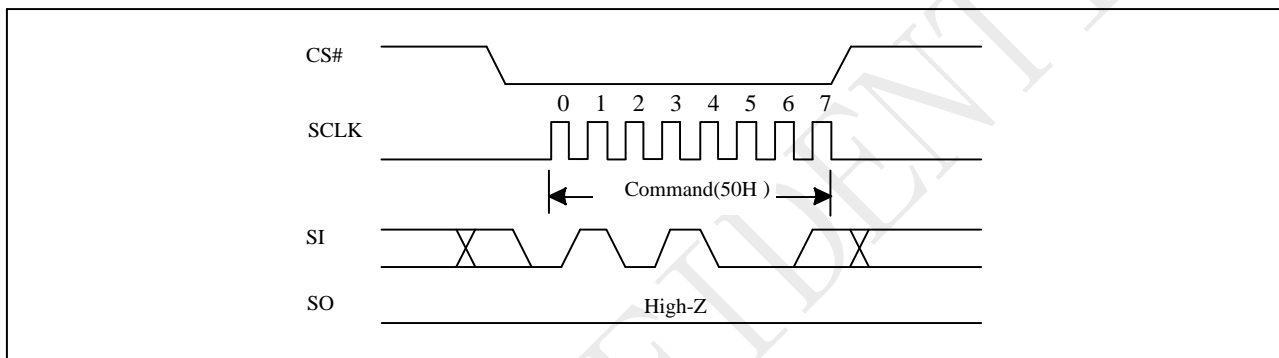 CS#
0 1 2 3 4 5 6 7
SCLK
Command(50H )
SI
SO High-Z